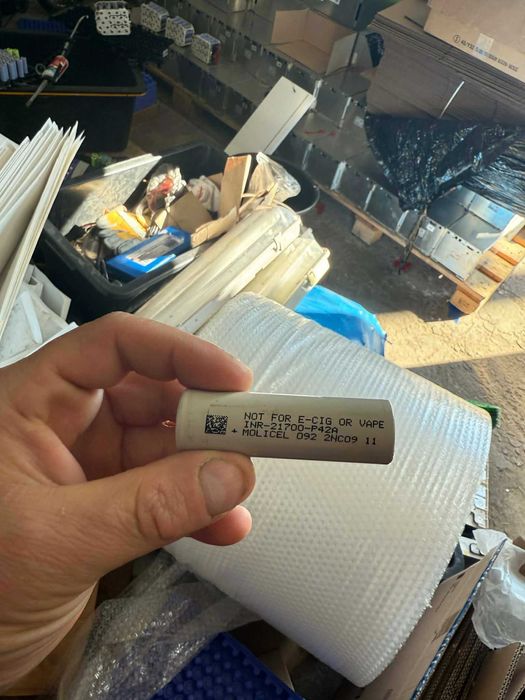 NOT FOR E-CIG OR VAPE
INR-21700-P42A
+ MOLICEL 092 2NC09 11